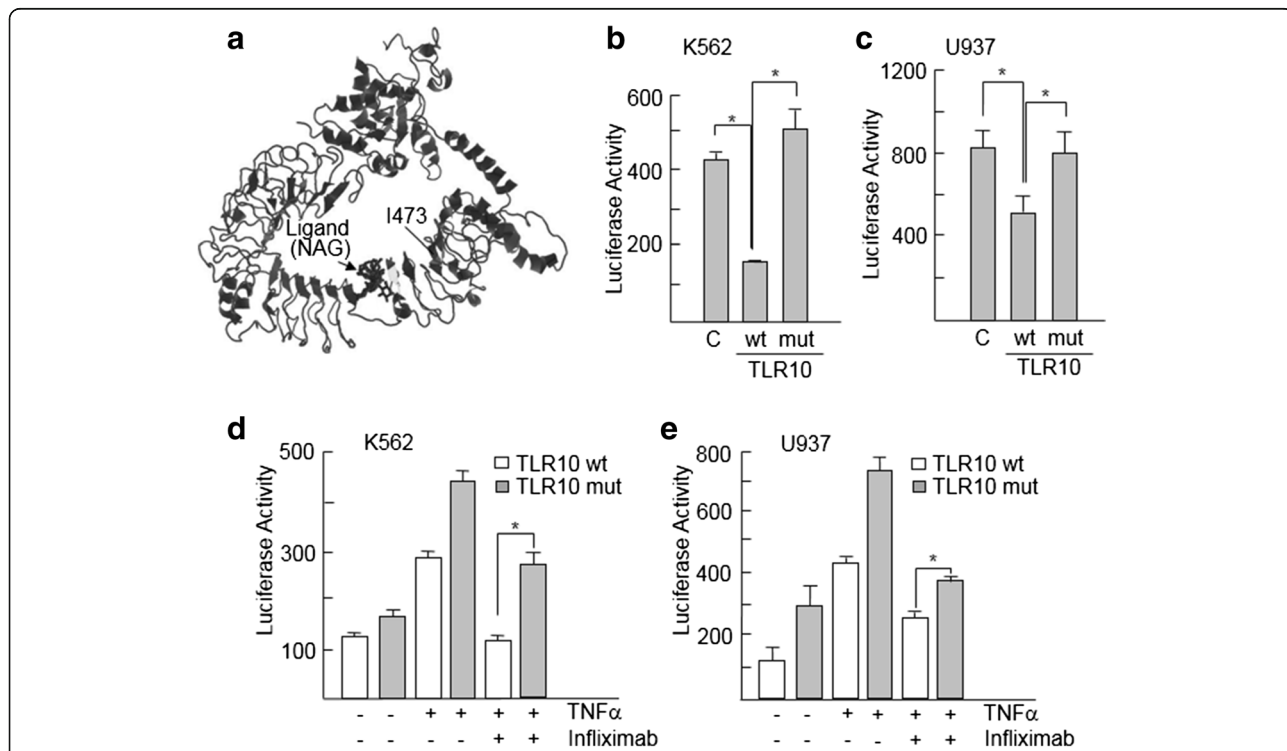 a
Ligand
(NAG)
I473
b
K562
Luciferase Activity
600
400
200
*
*
C wt mut
TLR10
c
U937
Luciferase Activity
1200
800
400
*
*
C wt mut
TLR10
d
K562
Luciferase Activity
500
300
100
TLR10 wt
TLR10 mut
*
- - + + + + TNFα
- - - - + + Infliximab
e
U937
Luciferase Activity
800
600
400
200
TLR10 wt
TLR10 mut
*
- - + + + + TNFα
- - - - + + Infliximab